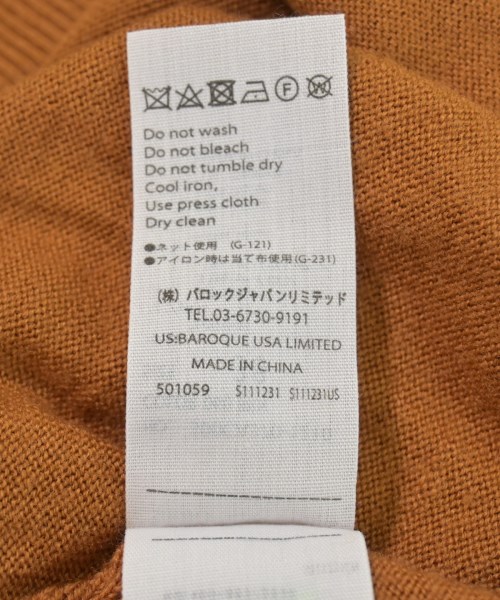 F W
Do not wash
Do not bleach
Do not tumble dry
Cool iron,
Use press cloth
Dry clean
●ネット使用 (G-121)
●アイロン時は当て布使用(G-231)
(株) バロックジャパンリミテッド
TEL.03-6730-9191
US:BAROQUE USA LIMITED
MADE IN CHINA
501059 S111231 S111231US